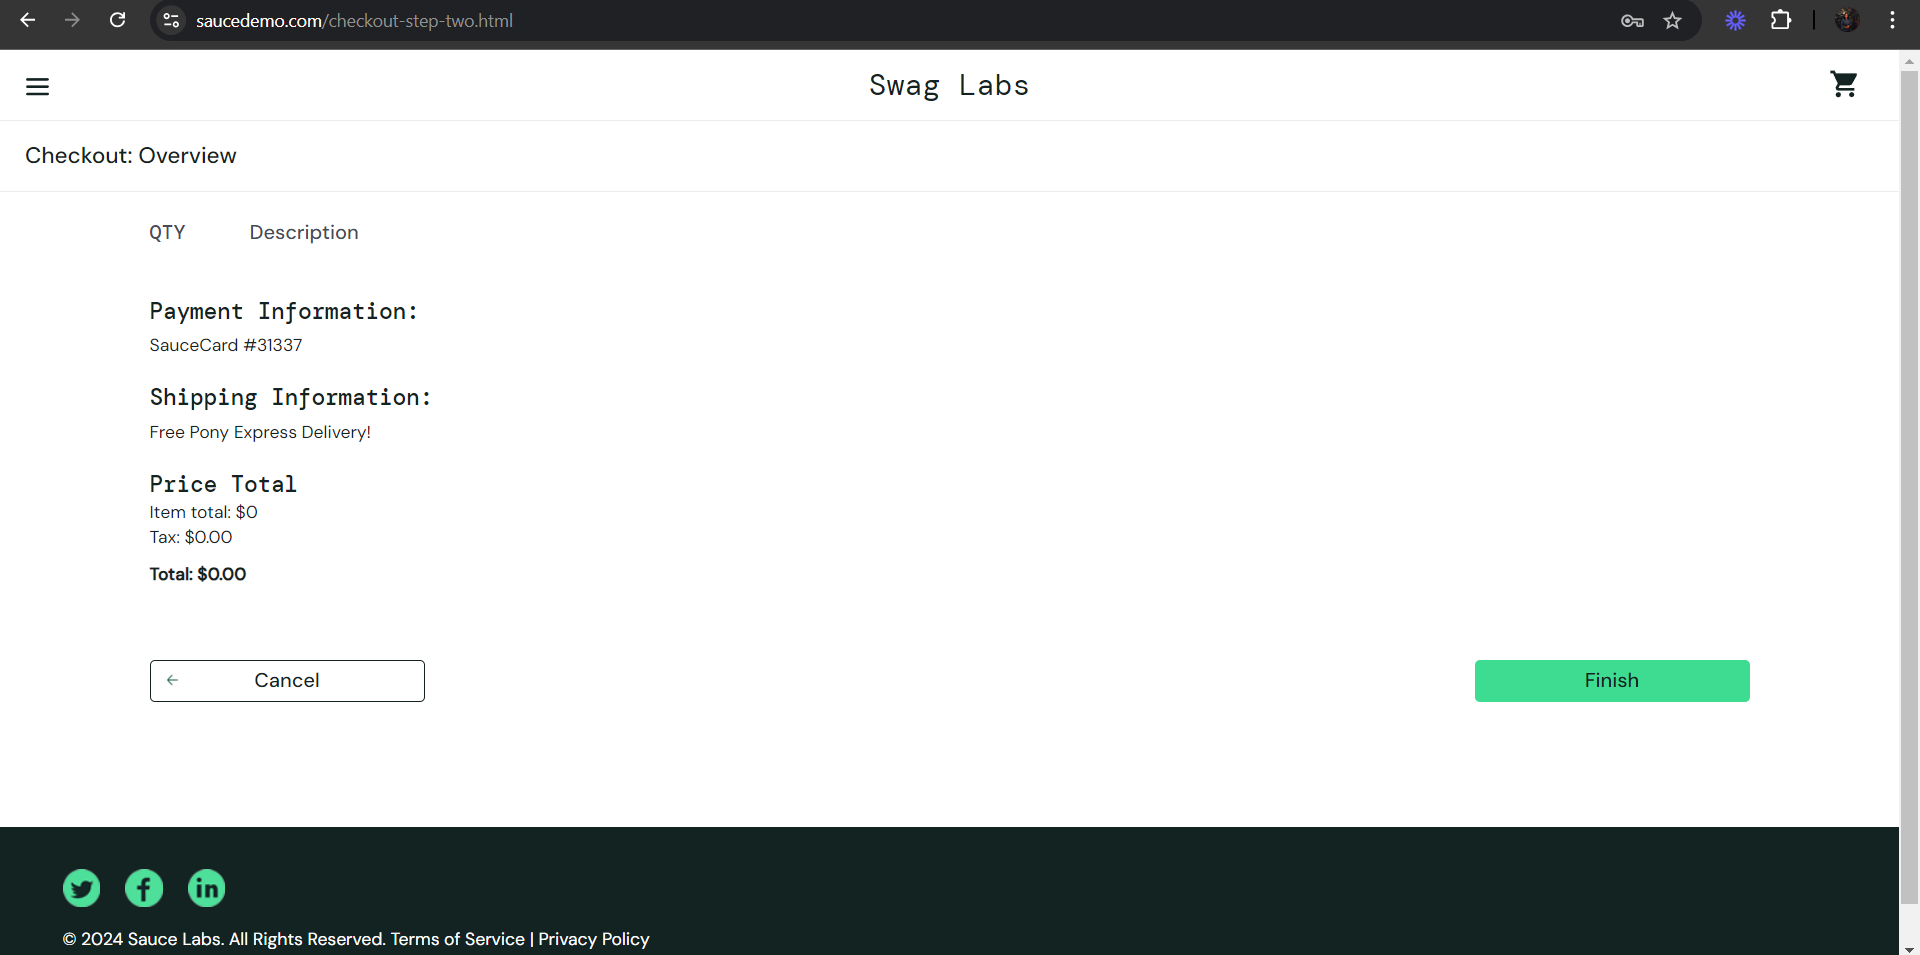 saucedemo.com/checkout-step-two.html
Swag Labs
Checkout: Overview
QTY Description
Payment Information:
SauceCard #31337
Shipping Information:
Free Pony Express Delivery!
Price Total
Item total: $0
Tax: $0.00
Total: $0.00
Cancel Finish
© 2024 Sauce Labs. All Rights Reserved. Terms of Service | Privacy Policy